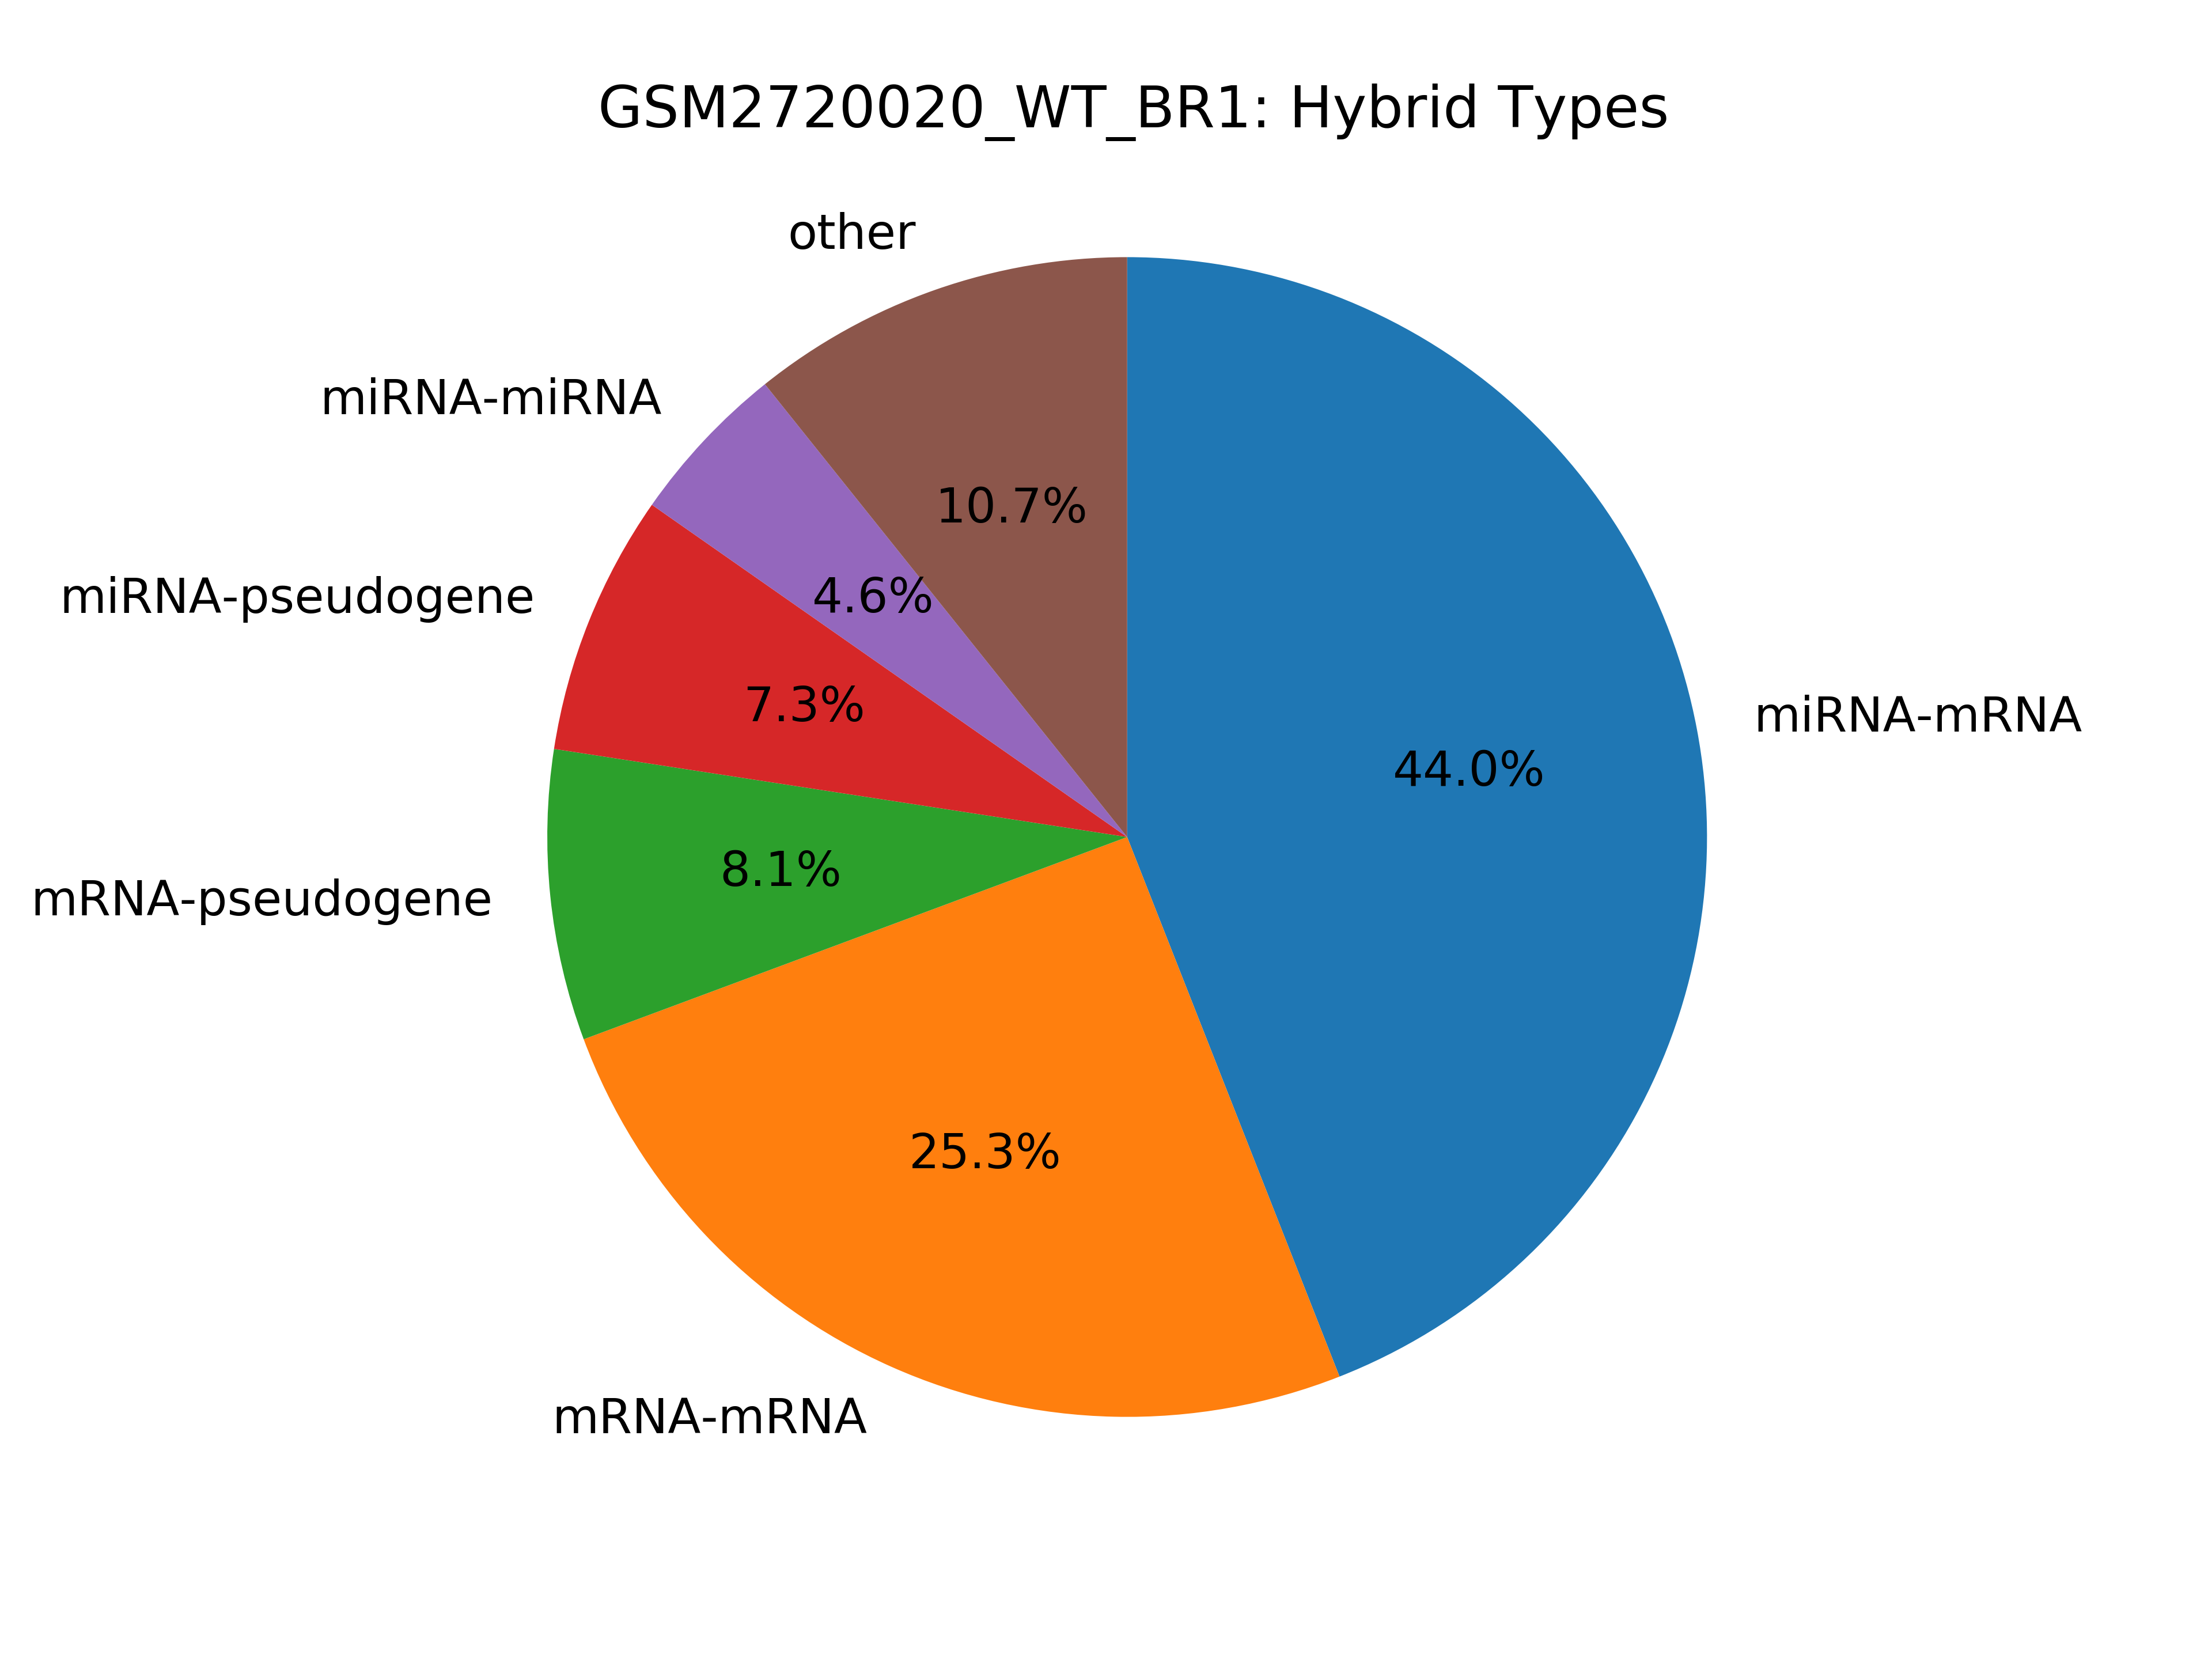 GSM2720020_WT_BR1: Hybrid Types
other
miRNA-miRNA
10.7%
miRNA-pseudogene
4.6%
7.3%
miRNA-mRNA
44.0%
mRNA-pseudogene
8.1%
25.3%
mRNA-mRNA